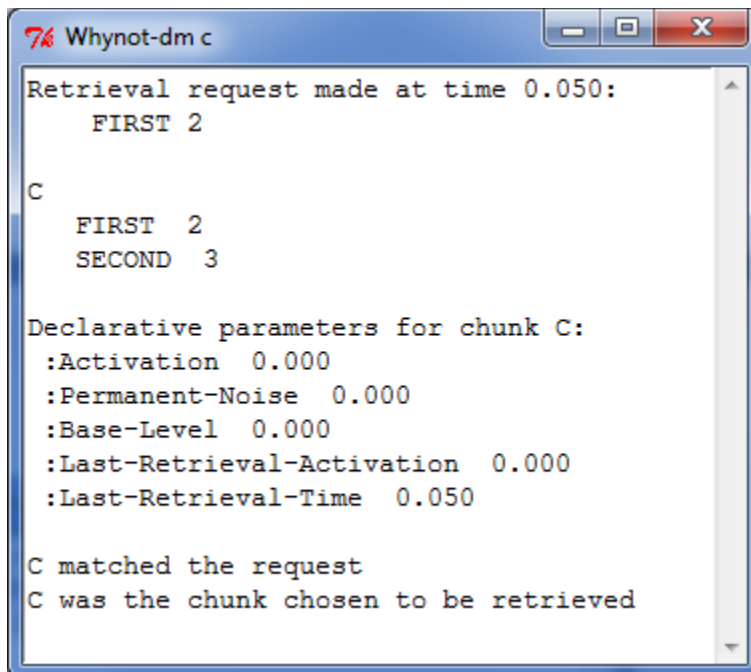 Whynot-dm c
Retrieval request made at time 0.050:
    FIRST 2

C
   FIRST  2
   SECOND  3

Declarative parameters for chunk C:
 :Activation  0.000
 :Permanent-Noise  0.000
 :Base-Level  0.000
 :Last-Retrieval-Activation  0.000
 :Last-Retrieval-Time  0.050

C matched the request
C was the chunk chosen to be retrieved